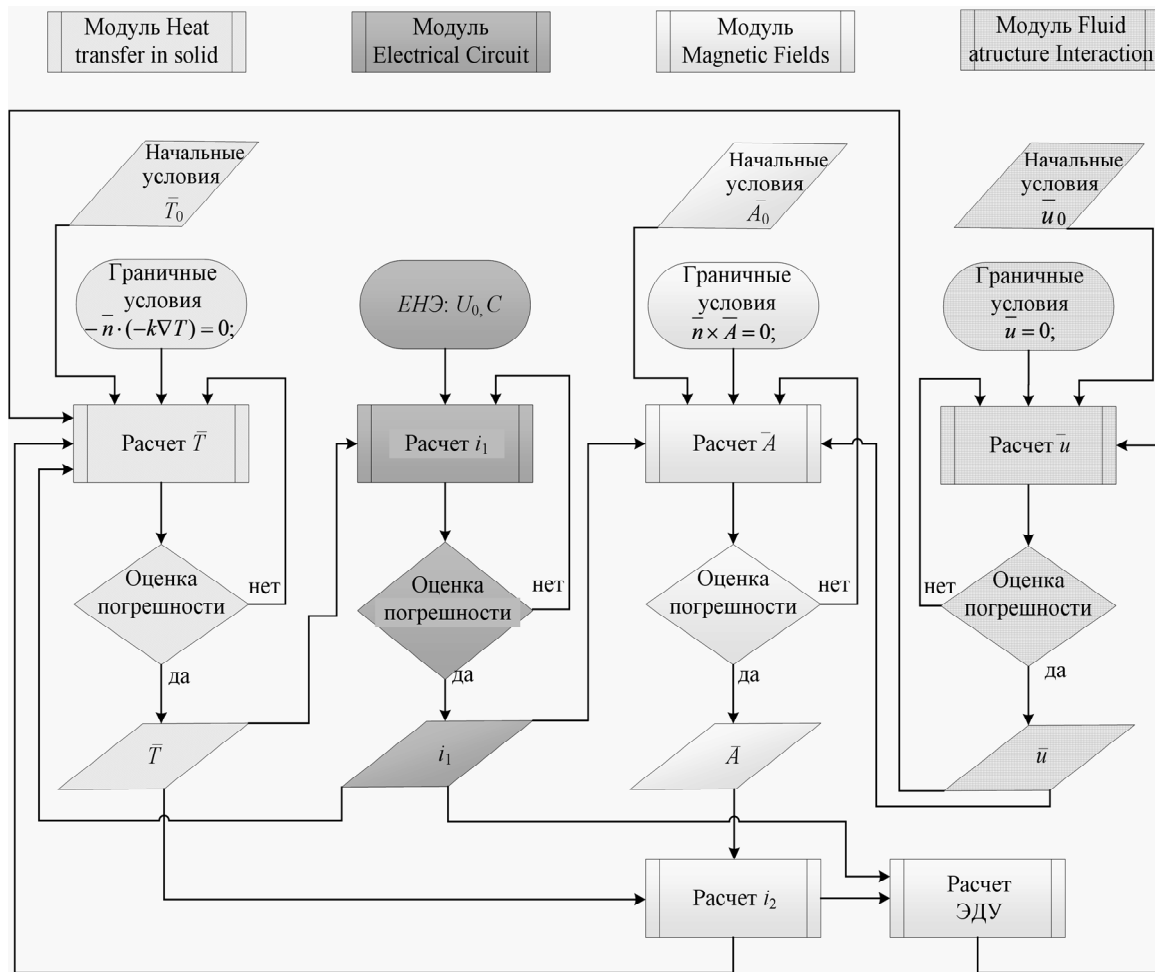 Модуль Heat
transfer in solid
Модуль
Electrical Circuit
Модуль
Magnetic Fields
Модуль Fluid
atructure Interaction
Начальные
условия
T̅₀
Начальные
условия
A̅₀
Начальные
условия
u̅₀
Граничные
условия
−n̅·(−k∇T) = 0;
ЕНЭ: U₀, C
Граничные
условия
n̅ × A̅ = 0;
Граничные
условия
u̅ = 0;
Расчет T̅
Расчет i₁
Расчет A̅
Расчет u̅
Оценка
погрешности
нет
да
Оценка
погрешности
нет
да
Оценка
погрешности
нет
да
Оценка
погрешности
нет
да
T̅
i₁
A̅
u̅
Расчет i₂
Расчет
ЭДУ